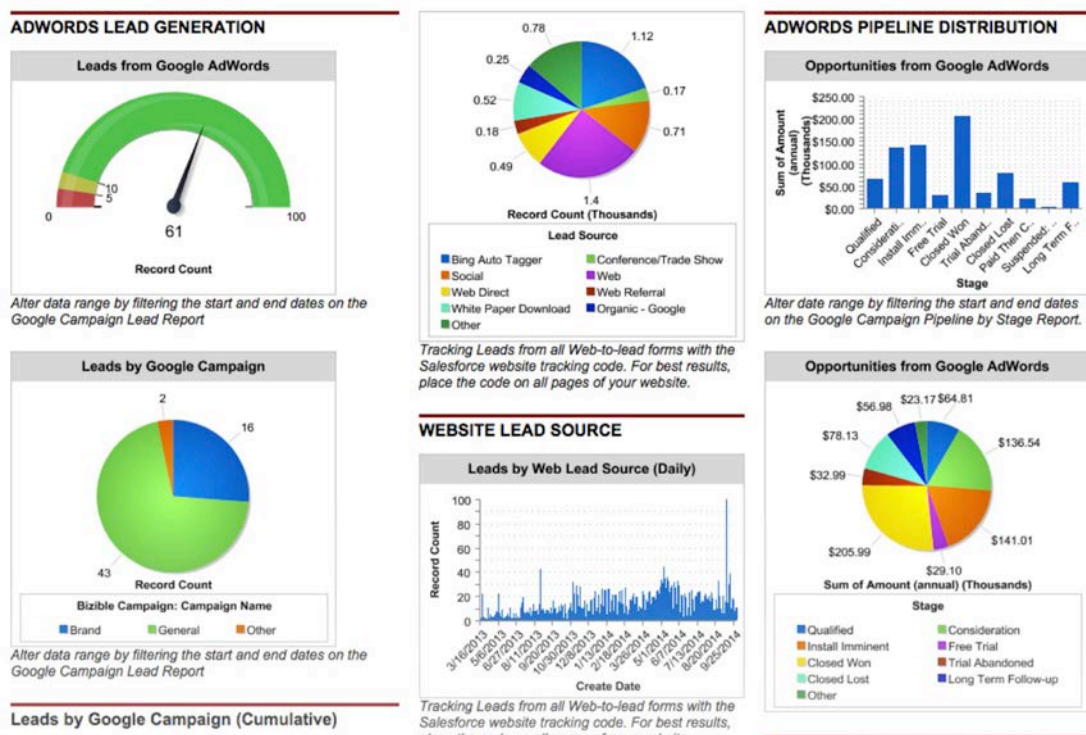 ADWORDS LEAD GENERATION
Leads from Google AdWords
10
5
0
100
61
Record Count
Alter data range by filtering the start and end dates on the
Google Campaign Lead Report
Leads by Google Campaign
2
16
43
Record Count
Bizible Campaign: Campaign Name
Brand General Other
Alter data range by filtering the start and end dates on the
Google Campaign Lead Report
Leads by Google Campaign (Cumulative)
0.78
1.12
0.25
0.17
0.52
0.71
0.18
0.49
1.4
Record Count (Thousands)
Lead Source
Bing Auto Tagger Conference/Trade Show
Social Web
Web Direct Web Referral
White Paper Download Organic - Google
Other
Tracking Leads from all Web-to-lead forms with the
Salesforce website tracking code. For best results,
place the code on all pages of your website.
WEBSITE LEAD SOURCE
Leads by Web Lead Source (Daily)
Record Count
100
80
60
40
20
0
3/16/2013 5/6/2013 6/27/2013 8/11/2013 9/20/2013 10/30/2013 12/8/2013 1/13/2014 2/18/2014 3/26/2014 5/1/2014 6/7/2014 7/13/2014 8/20/2014 9/25/2014
Create Date
Tracking Leads from all Web-to-lead forms with the
Salesforce website tracking code. For best results,
ADWORDS PIPELINE DISTRIBUTION
Opportunities from Google AdWords
Sum of Amount
(annual)
(Thousands)
$250.00
$200.00
$150.00
$100.00
$50.00
$0.00
Qualified Considerati.. Install Imm.. Free Trial Closed Won Trial Aband.. Closed Lost Paid Then C.. Suspended: .. Long Term F..
Stage
Alter date range by filtering the start and end dates
on the Google Campaign Pipeline by Stage Report.
Opportunities from Google AdWords
$23.17 $64.81
$56.98
$136.54
$78.13
$32.99
$141.01
$205.99
$29.10
Sum of Amount (annual) (Thousands)
Stage
Qualified Consideration
Install Imminent Free Trial
Closed Won Trial Abandoned
Closed Lost Long Term Follow-up
Other